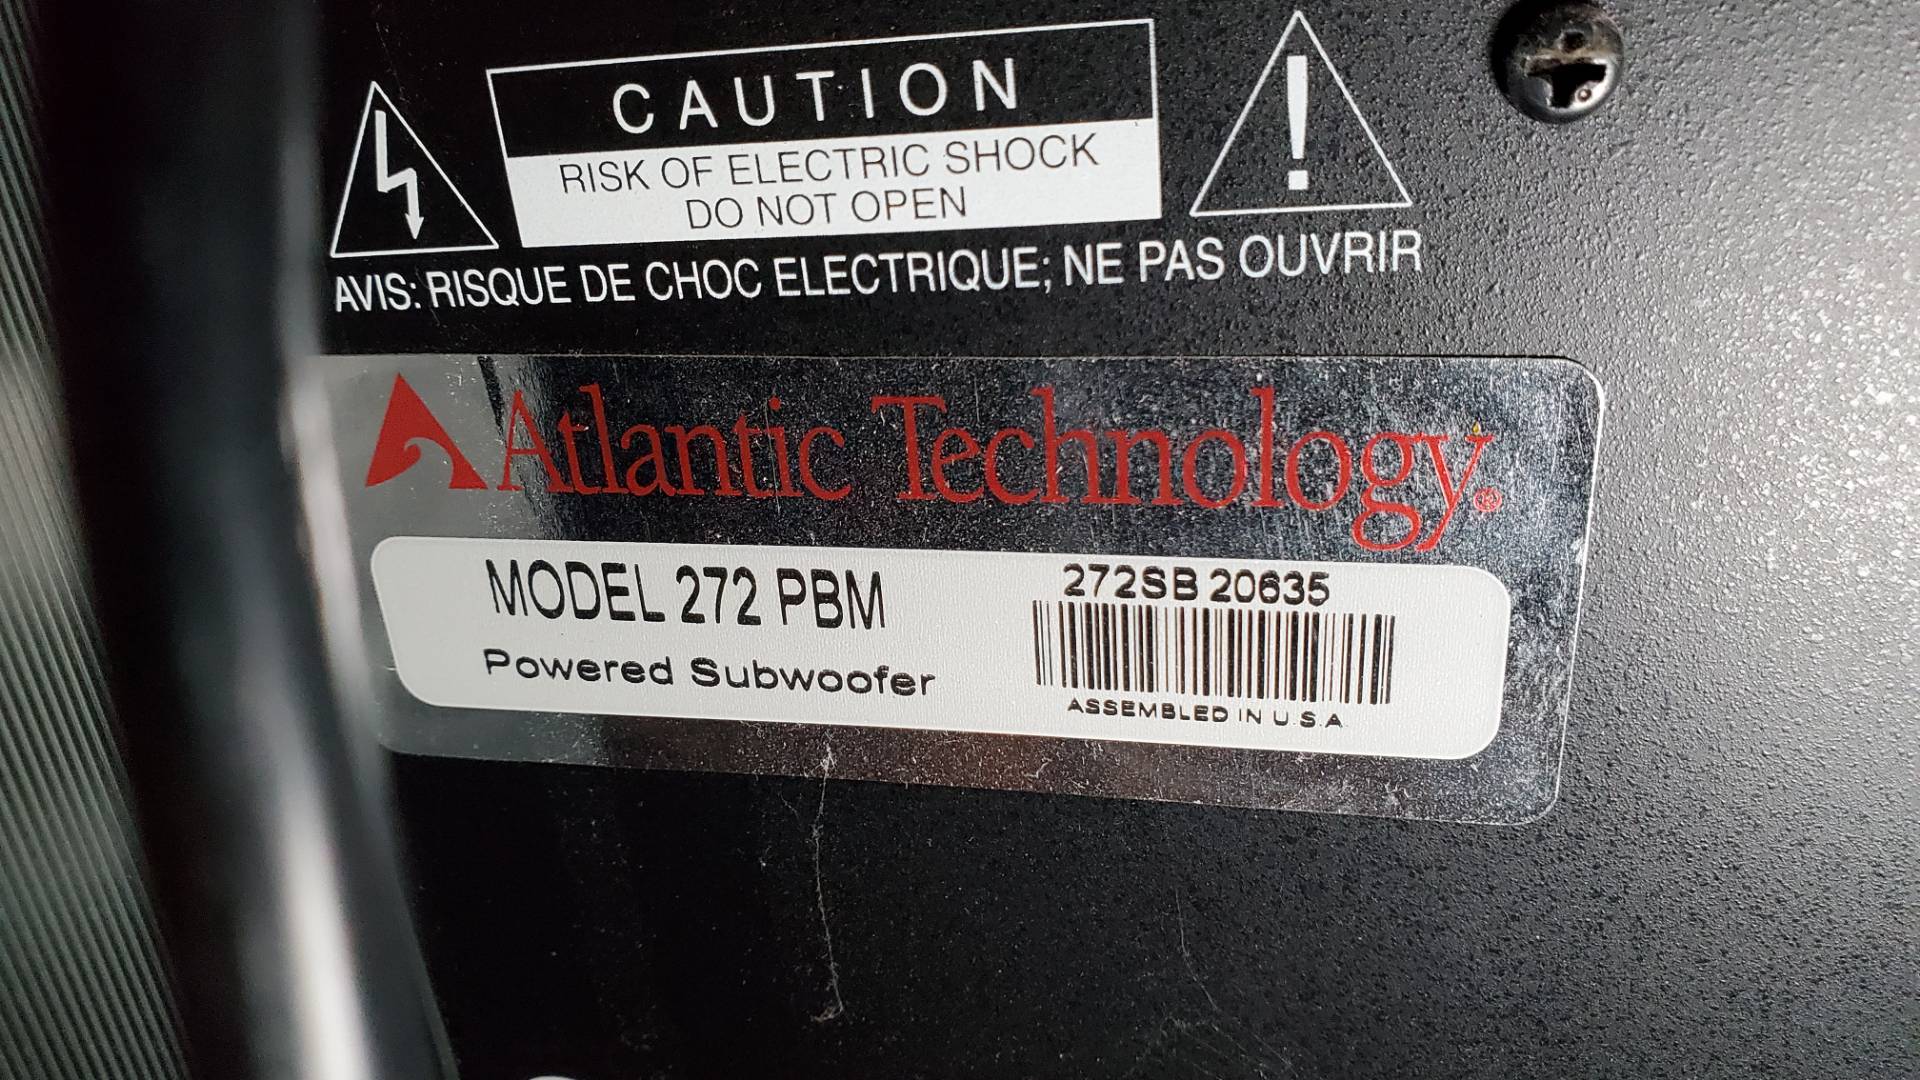 CAUTION
RISK OF ELECTRIC SHOCK
DO NOT OPEN
AVIS: RISQUE DE CHOC ELECTRIQUE; NE PAS OUVRIR
Atlantic Technology®
MODEL 272 PBM
Powered Subwoofer
272SB 20635
ASSEMBLED IN U.S.A